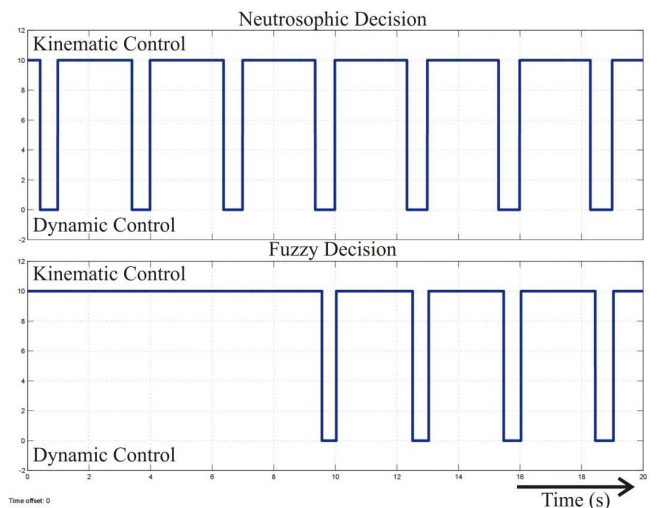 Neutrosophic Decision
12
Kinematic Control
10
8
6
4
2
0
Dynamic Control
-2
0 2 4 6 8 10 12 14 16 18 20
Fuzzy Decision
12
Kinematic Control
10
8
6
4
2
0
Dynamic Control
-2
0 2 4 6 8 10 12 14 16 18 20
Time offset: 0
Time (s)